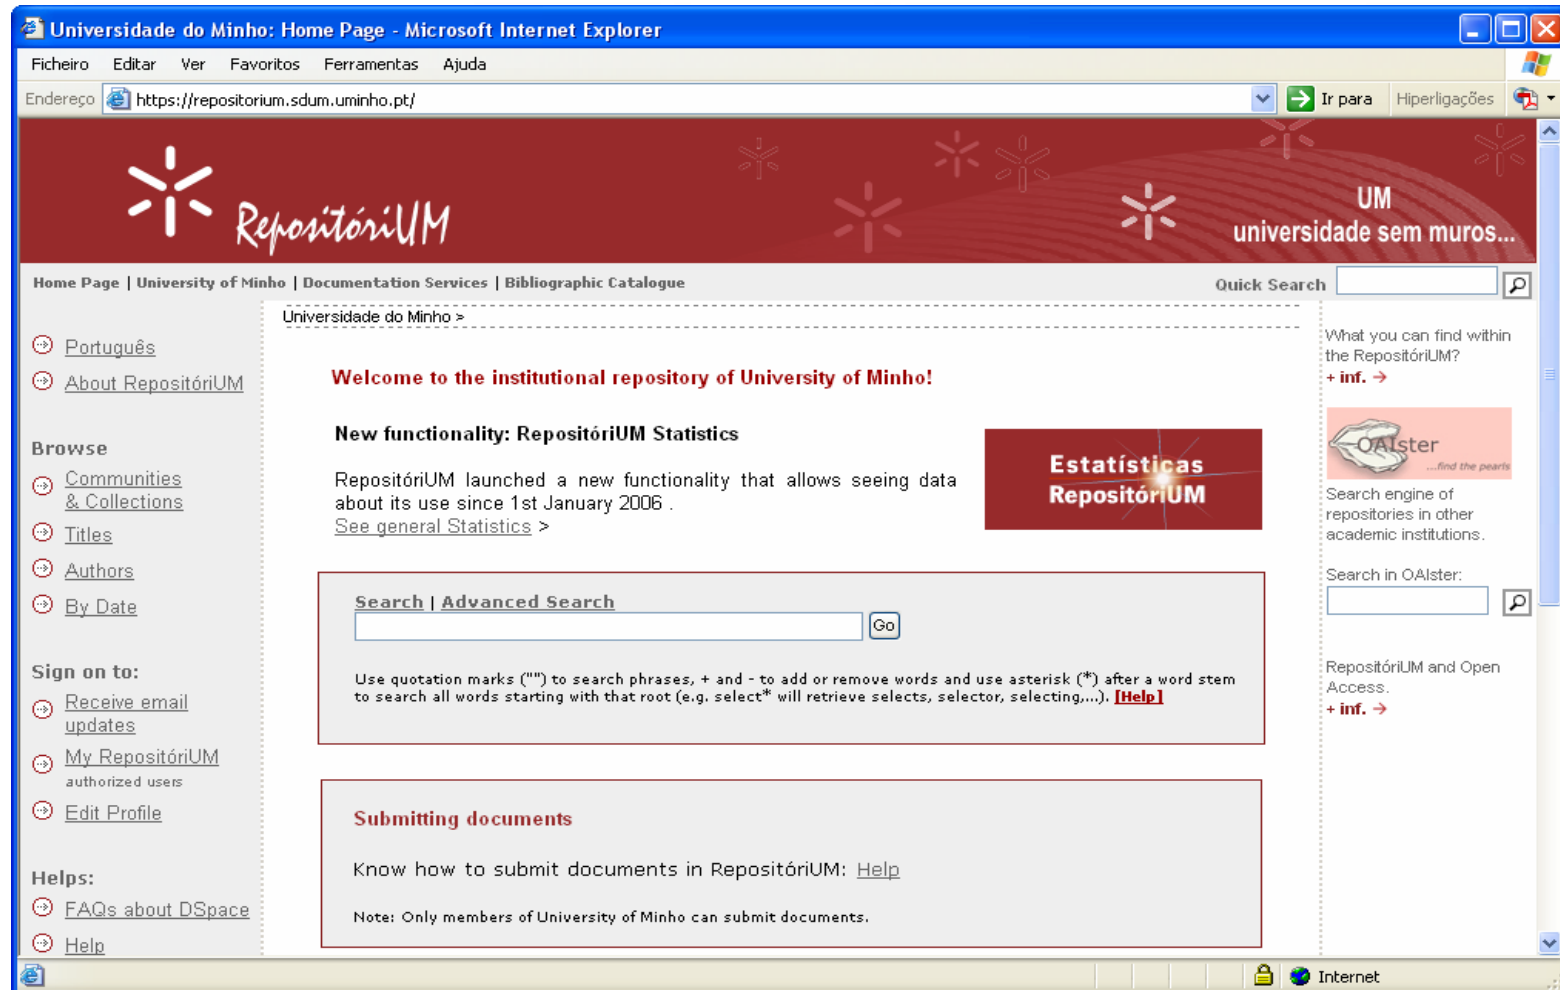 Universidade do Minho: Home Page - Microsoft Internet Explorer
Ficheiro Editar Ver Favoritos Ferramentas Ajuda
Endereço https://repositorium.sdum.uminho.pt/ Ir para Hiperligações
RepositóriUM
UM
universidade sem muros...
Home Page | University of Minho | Documentation Services | Bibliographic Catalogue
Quick Search
Português
About RepositóriUM
Browse
Communities
& Collections
Titles
Authors
By Date
Sign on to:
Receive email
updates
My RepositóriUM
authorized users
Edit Profile
Helps:
FAQs about DSpace
Help
Universidade do Minho >
Welcome to the institutional repository of University of Minho!
New functionality: RepositóriUM Statistics
RepositóriUM launched a new functionality that allows seeing data
about its use since 1st January 2006 .
See general Statistics >
Estatísticas
RepositóriUM
Search | Advanced Search
Go
Use quotation marks ("") to search phrases, + and - to add or remove words and use asterisk (*) after a word stem
to search all words starting with that root (e.g. select* will retrieve selects, selector, selecting,...). [Help]
Submitting documents
Know how to submit documents in RepositóriUM: Help
Note: Only members of University of Minho can submit documents.
What you can find within
the RepositóriUM?
+ inf. →
OAIster
...find the pearls
Search engine of
repositories in other
academic institutions.
Search in OAIster:
RepositóriUM and Open
Access.
+ inf. →
Internet